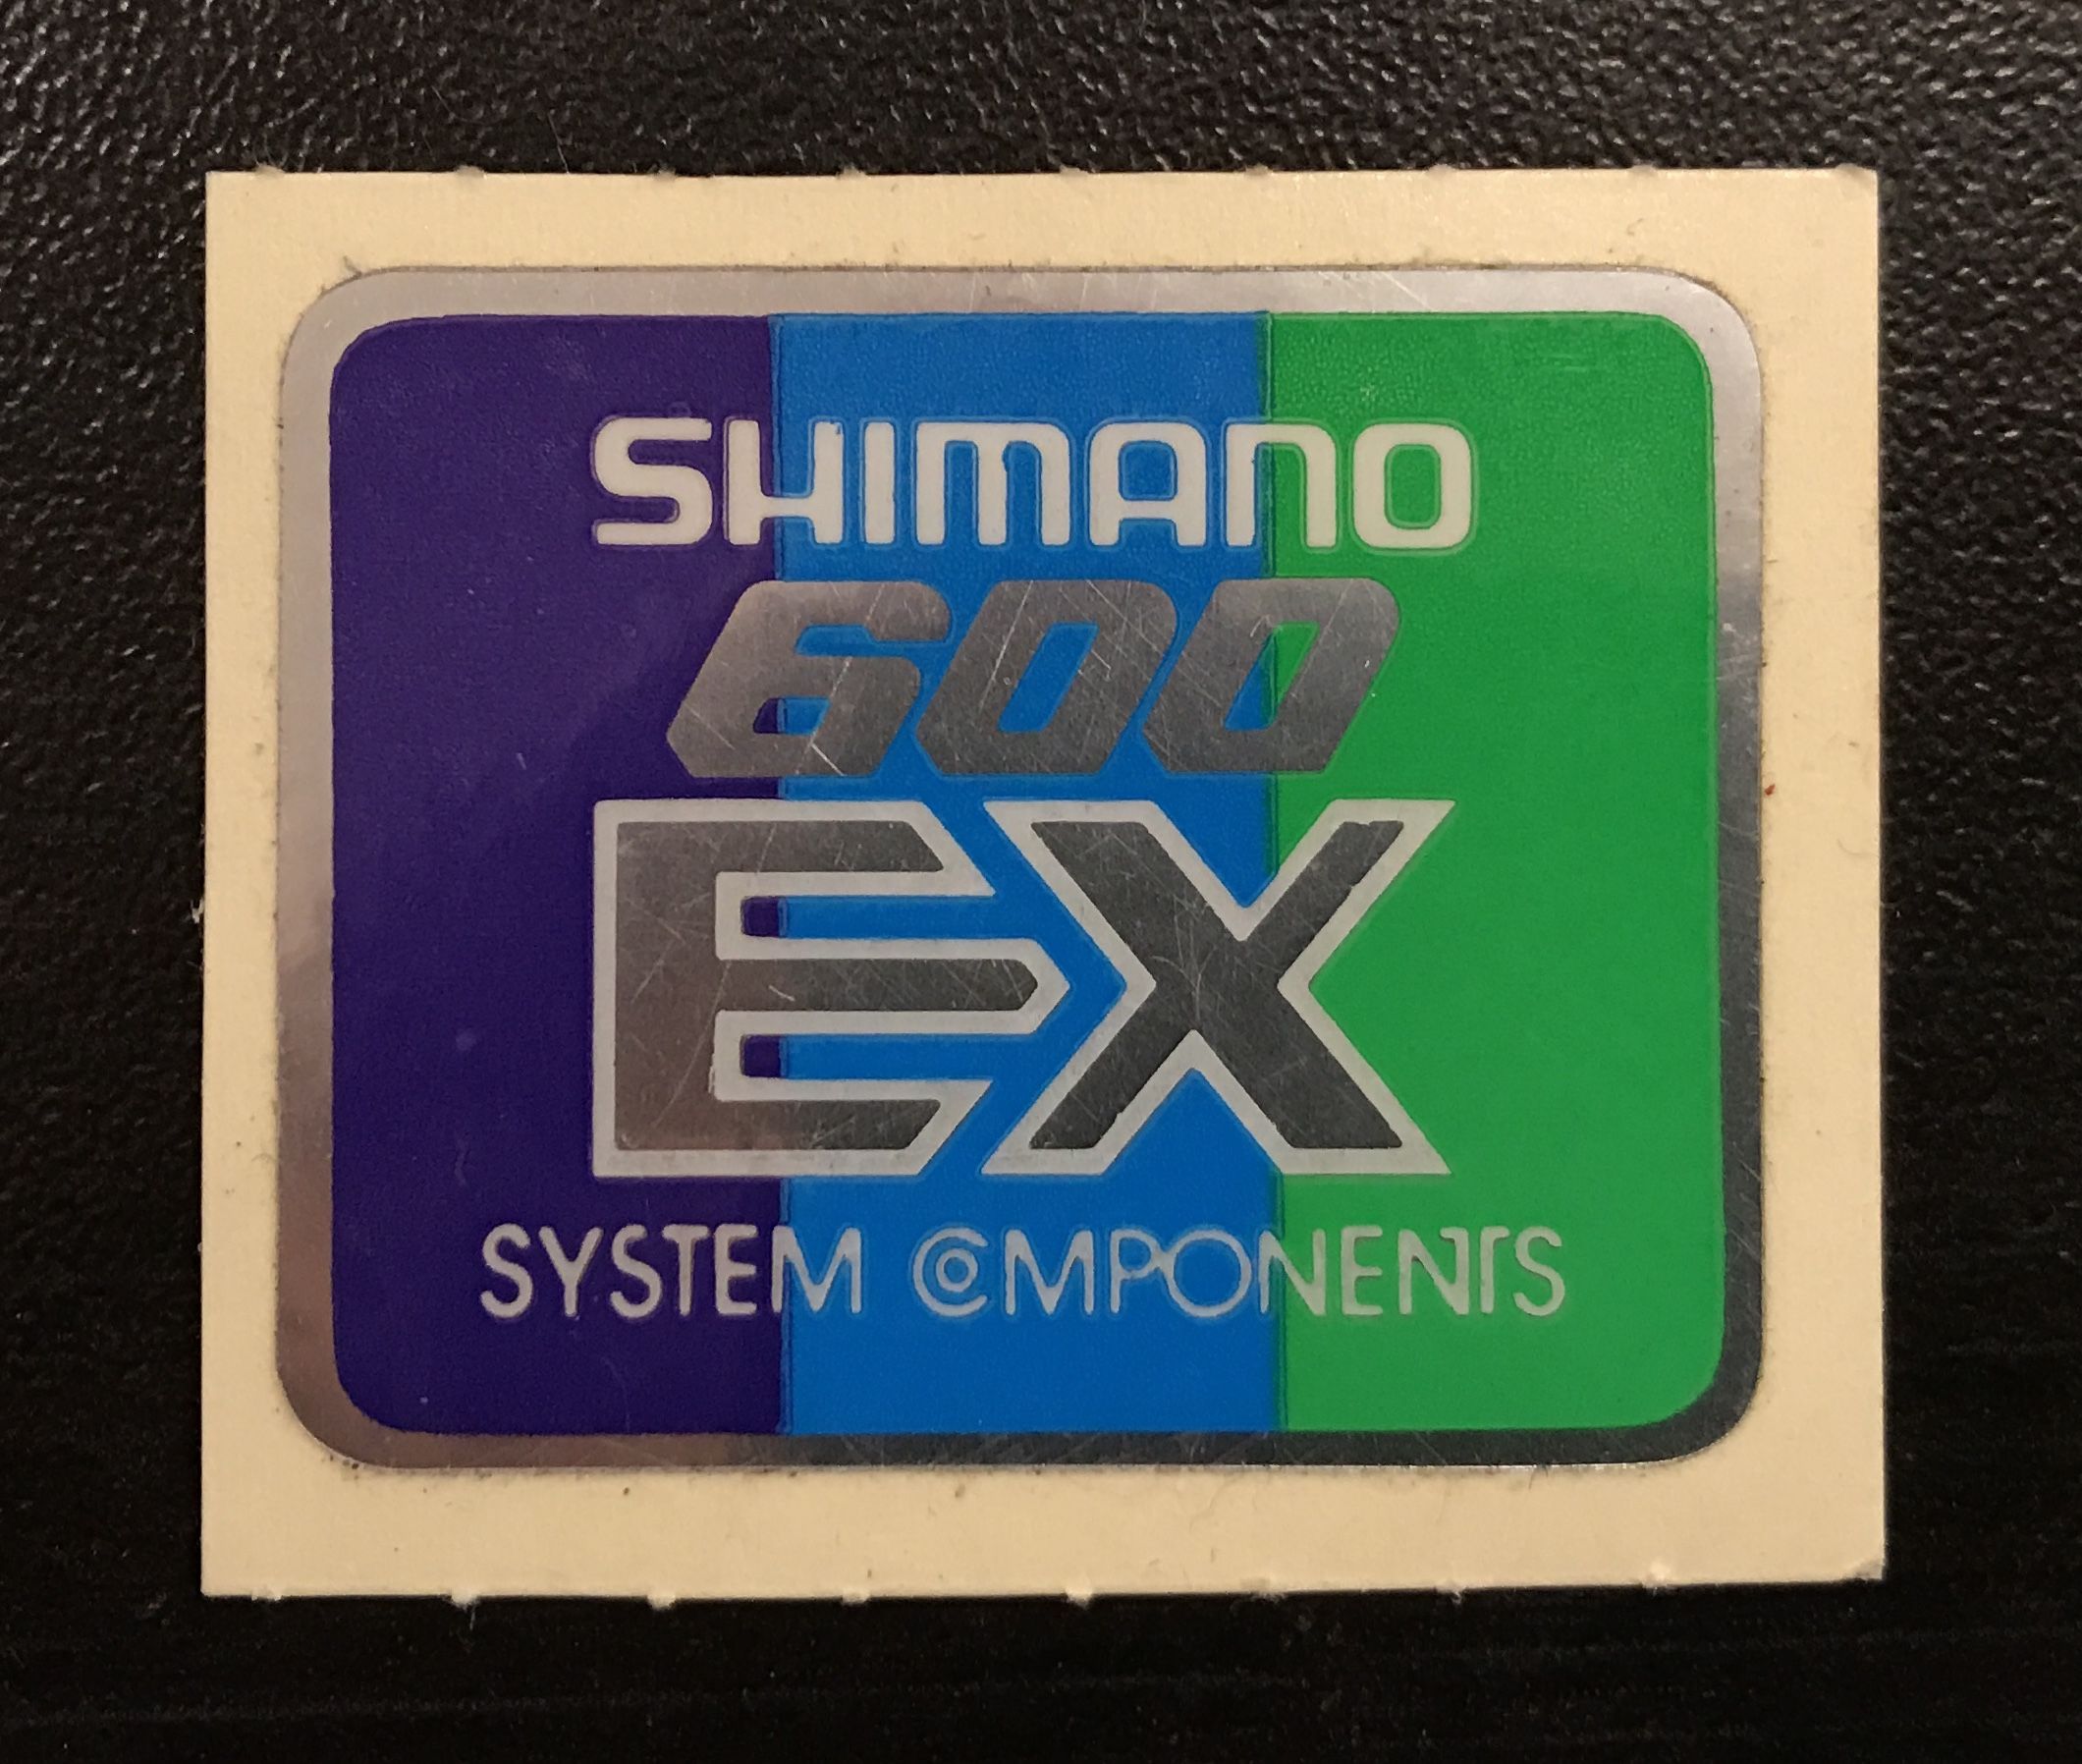 SHIMANO
600
EX
SYSTEM COMPONENTS